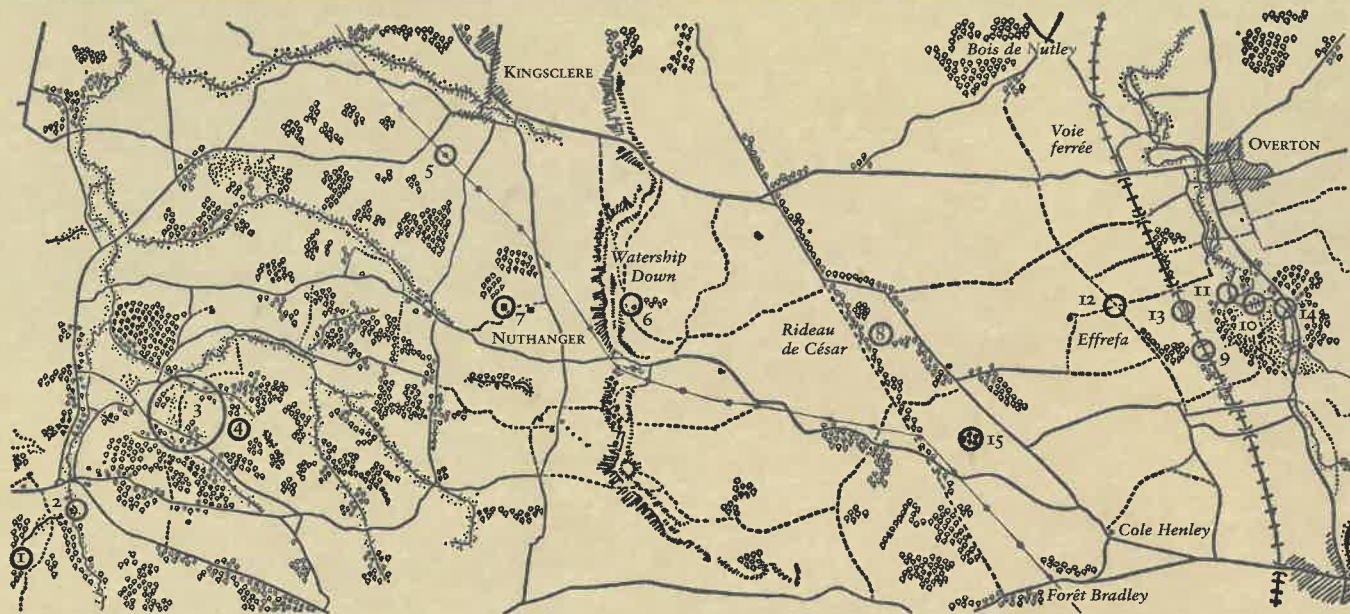 Bois de Nutley
KINGSCLERE
Voie
ferrée
OVERTON
5
Watership
Down
6
7
NUTHANGER
Rideau
de César
8
12
Effrefa
13
11
10
14
9
3
4
15
2
1
Cole Henley
Forêt Bradley